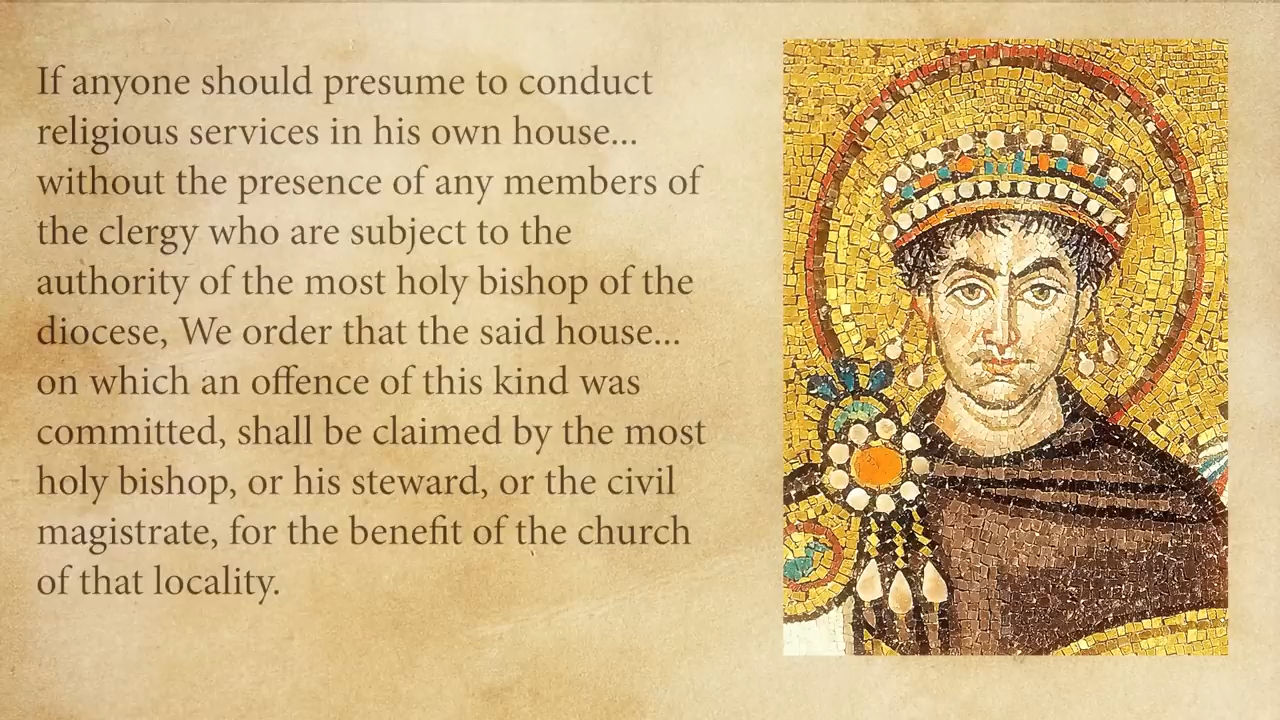 If anyone should presume to conduct
religious services in his own house...
without the presence of any members of
the clergy who are subject to the
authority of the most holy bishop of the
diocese, We order that the said house...
on which an offence of this kind was
committed, shall be claimed by the most
holy bishop, or his steward, or the civil
magistrate, for the benefit of the church
of that locality.